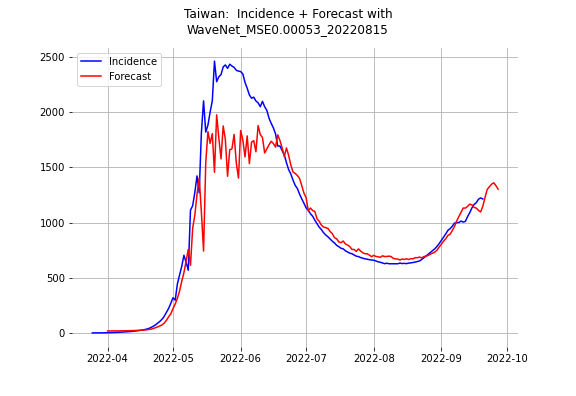 Taiwan:  Incidence + Forecast with
WaveNet_MSE0.00053_20220815
Incidence
Forecast
2500
2000
1500
1000
500
0
2022-04 2022-05 2022-06 2022-07 2022-08 2022-09 2022-10